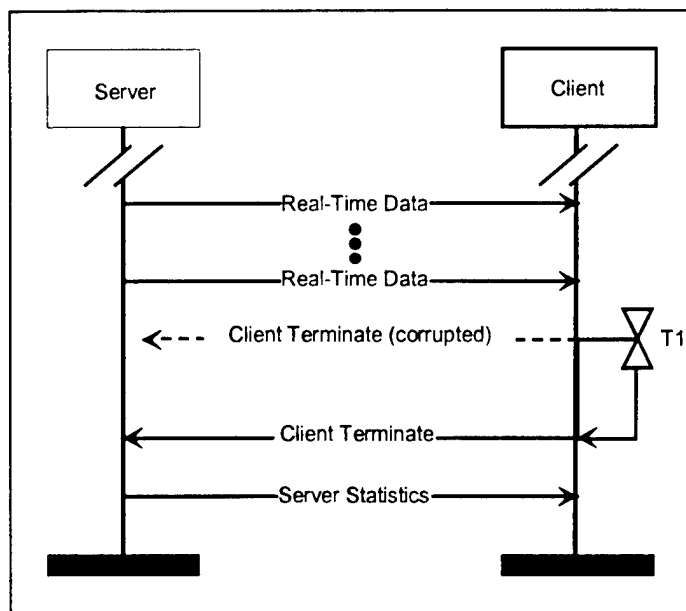 Server
Client
Real-Time Data
Real-Time Data
Client Terminate (corrupted)
T1
Client Terminate
Server Statistics